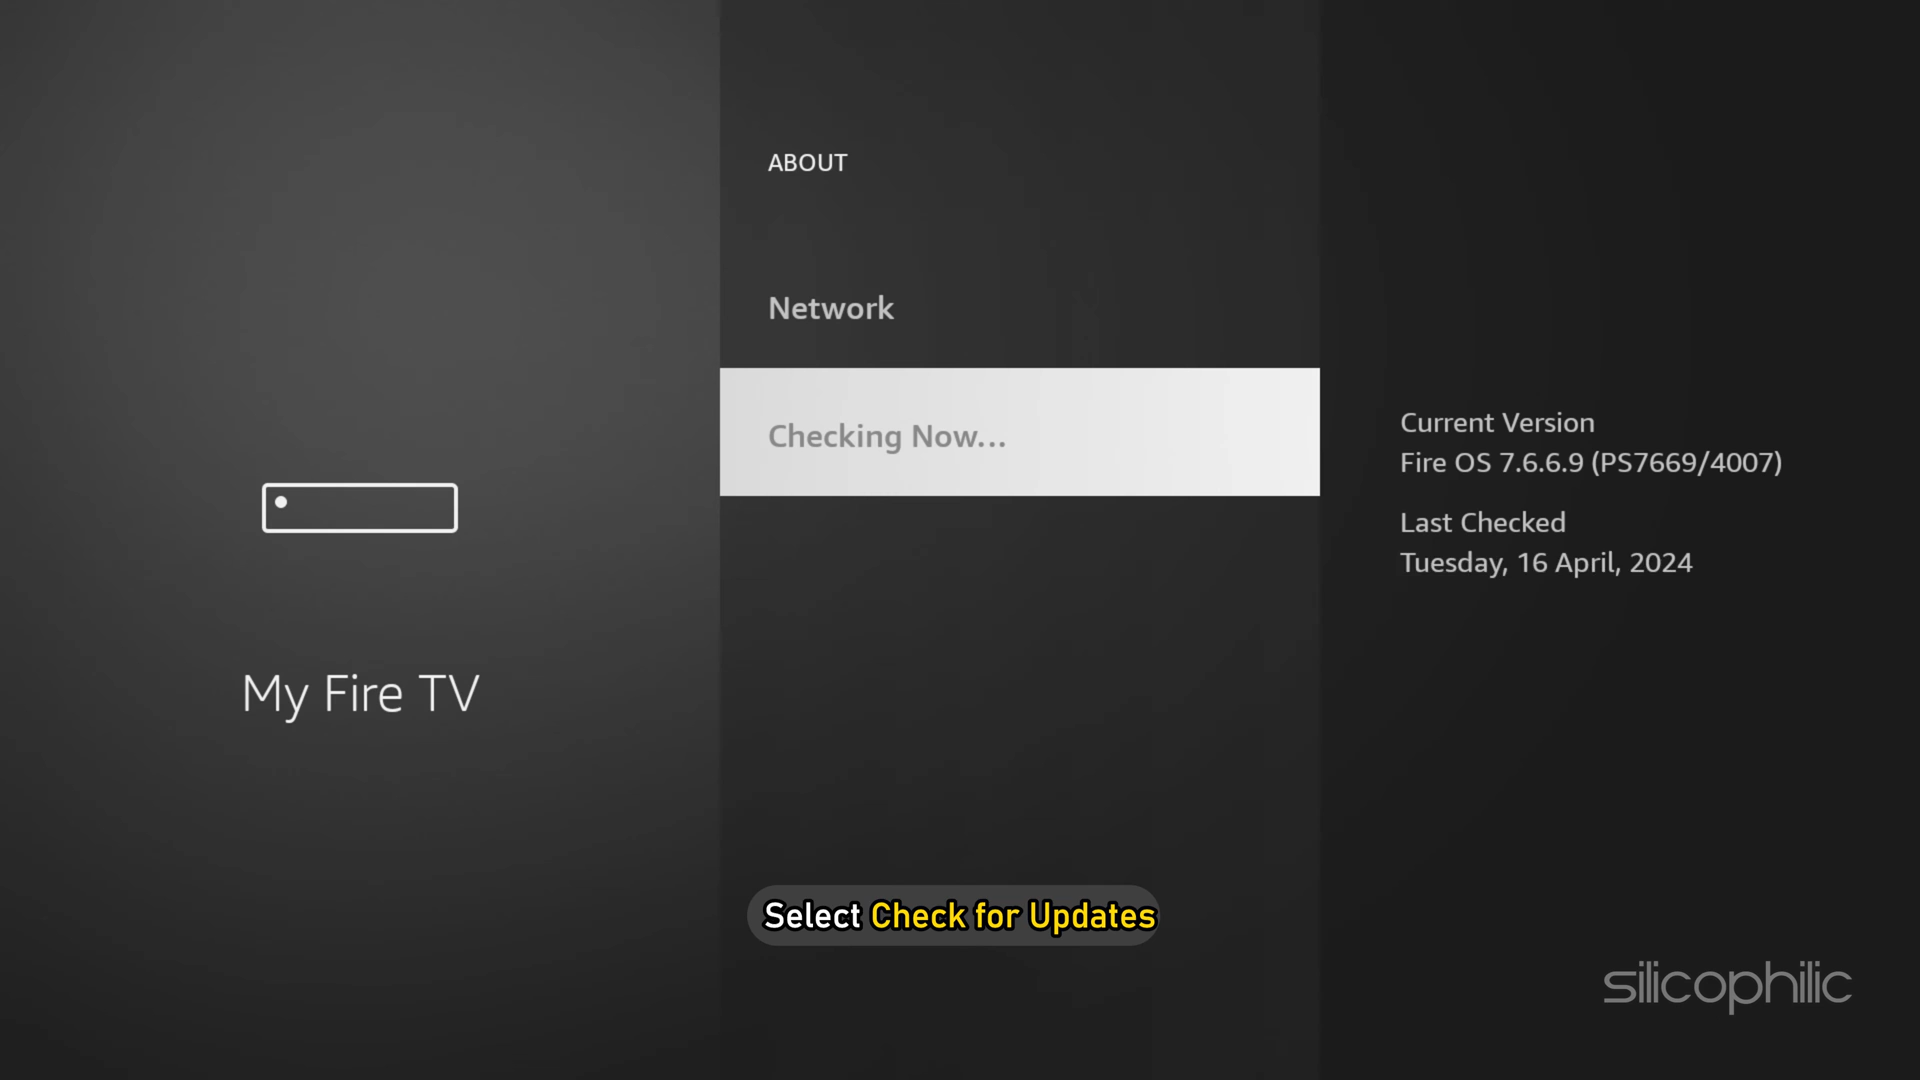 ABOUT
Network
Checking Now...
Current Version
Fire OS 7.6.6.9 (PS7669/4007)
Last Checked
Tuesday, 16 April, 2024
My Fire TV
Select Check for Updates
silicophilic